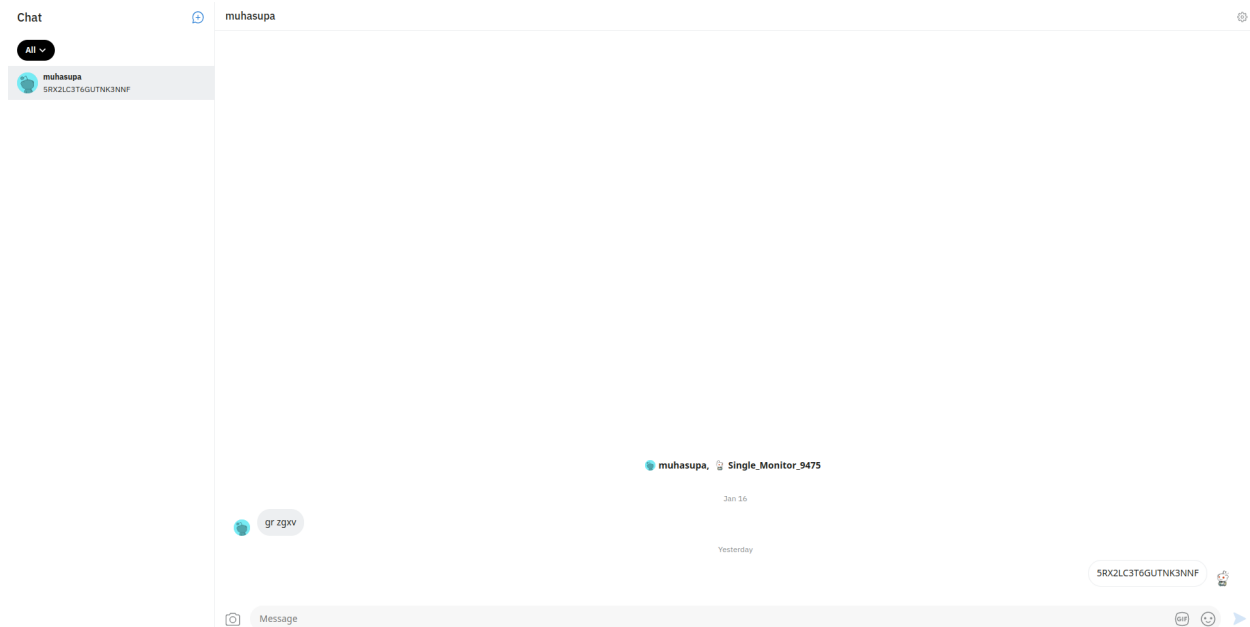 Chat
All
muhasupa
5RX2LC3T6GUTNK3NNF
muhasupa
muhasupa, Single_Monitor_9475
Jan 16
gr zgxv
Yesterday
5RX2LC3T6GUTNK3NNF
Message
GIF